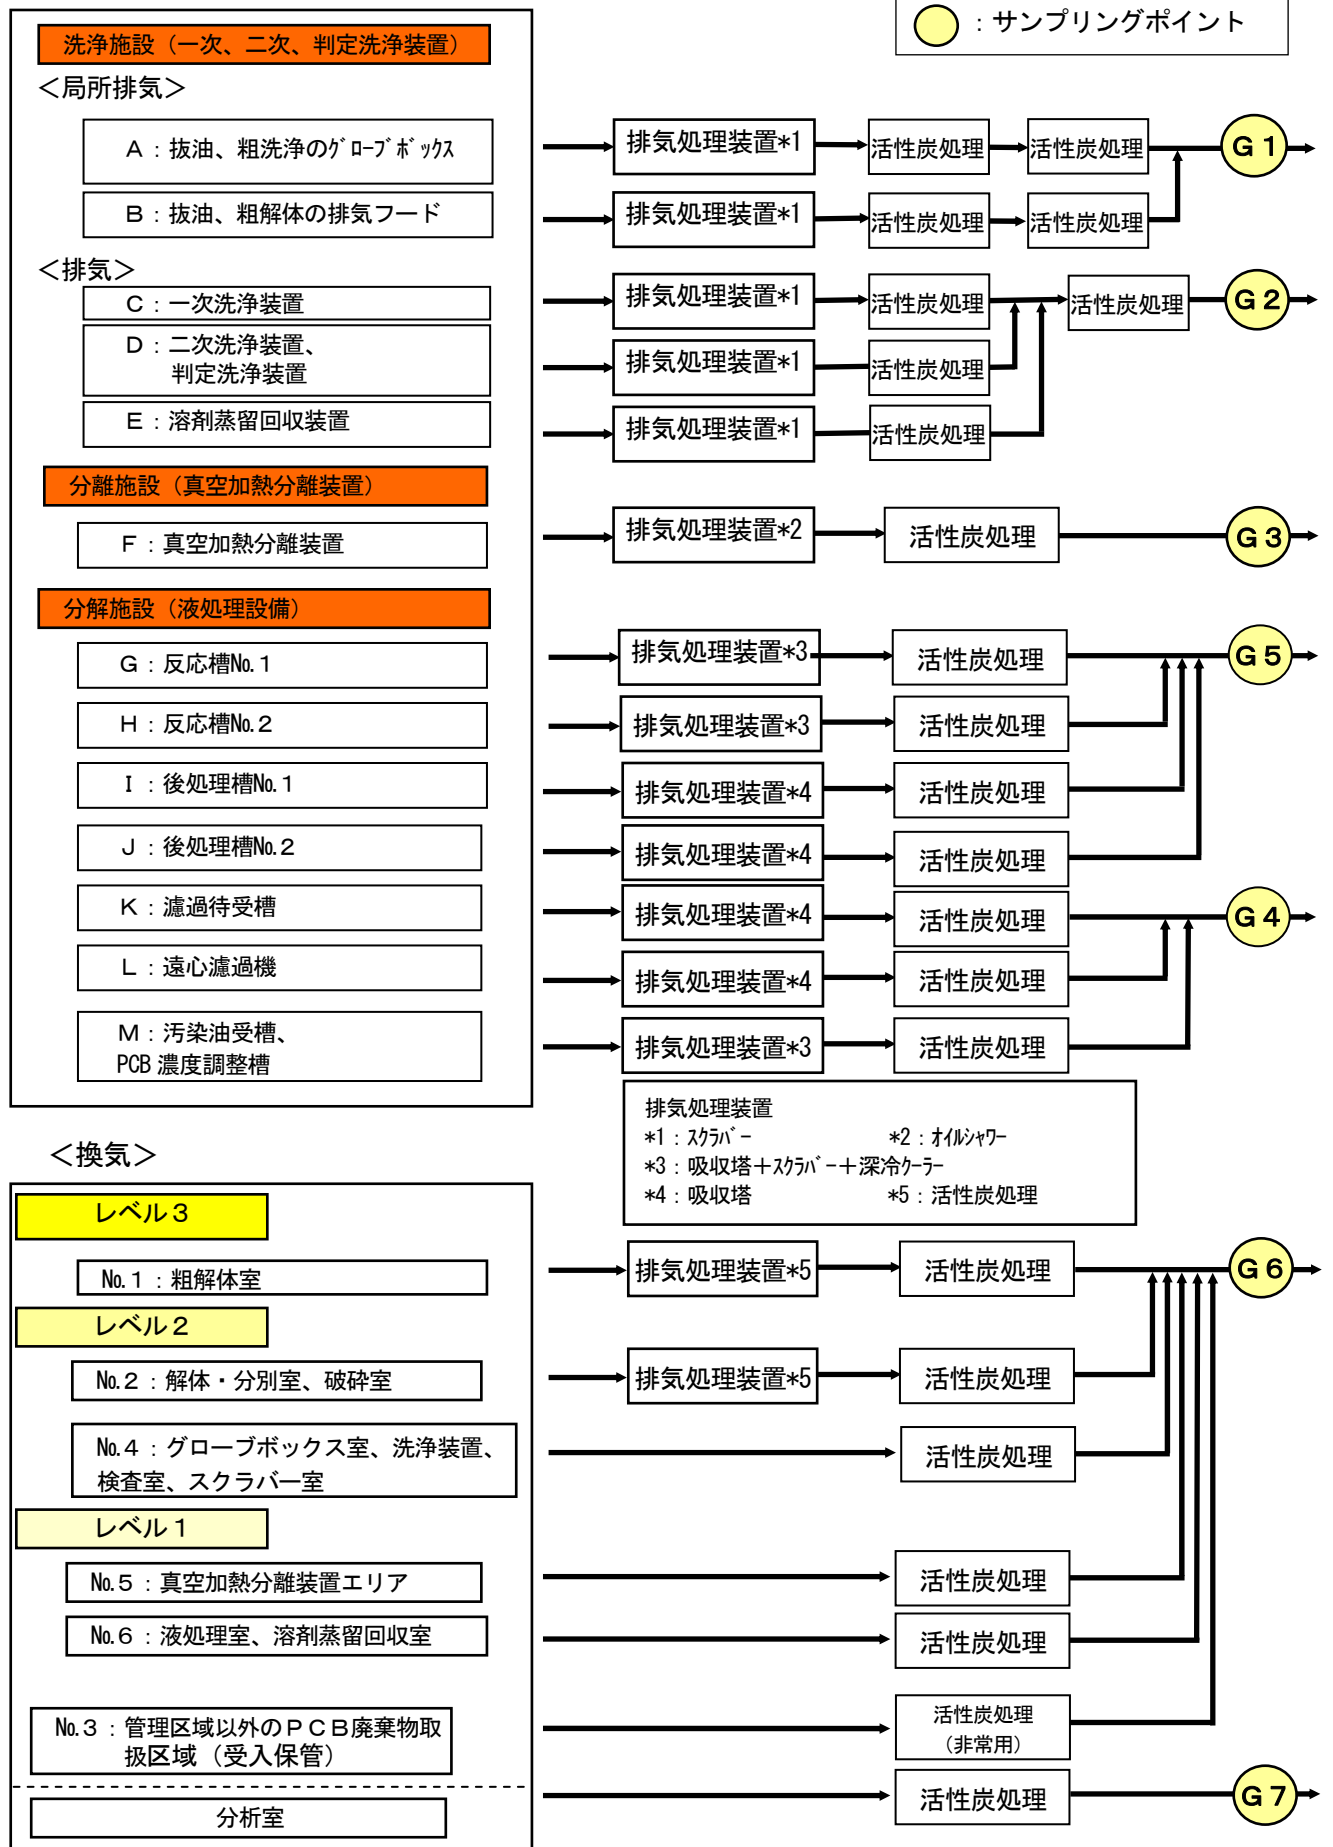 ：サンプリングポイント
洗浄施設（一次、二次、判定洗浄装置）
＜局所排気＞
Ａ：抜油、粗洗浄のｸﾞﾛｰﾌﾞﾎﾞｯｸｽ
排気処理装置*1
活性炭処理
活性炭処理
Ｇ１
Ｂ：抜油、粗解体の排気フード
排気処理装置*1
活性炭処理
活性炭処理
＜排気＞
Ｃ：一次洗浄装置
排気処理装置*1
活性炭処理
活性炭処理
Ｇ２
Ｄ：二次洗浄装置、
判定洗浄装置
排気処理装置*1
活性炭処理
Ｅ：溶剤蒸留回収装置
排気処理装置*1
活性炭処理
分離施設（真空加熱分離装置）
Ｆ：真空加熱分離装置
排気処理装置*2
活性炭処理
Ｇ３
分解施設（液処理設備）
Ｇ：反応槽№１
排気処理装置*3
活性炭処理
Ｇ５
Ｈ：反応槽№２
排気処理装置*3
活性炭処理
Ｉ：後処理槽№１
排気処理装置*4
活性炭処理
Ｊ：後処理槽№２
排気処理装置*4
活性炭処理
Ｋ：濾過待受槽
排気処理装置*4
活性炭処理
Ｇ４
Ｌ：遠心濾過機
排気処理装置*4
活性炭処理
Ｍ：汚染油受槽、
PCB 濃度調整槽
排気処理装置*3
活性炭処理
排気処理装置
*1：ｽｸﾗﾊﾞｰ *2：ｵｲﾙｼｬﾜｰ
*3：吸収塔＋ｽｸﾗﾊﾞｰ＋深冷ｸｰﾗｰ
*4：吸収塔 *5：活性炭処理
＜換気＞
レベル３
№１：粗解体室
排気処理装置*5
活性炭処理
Ｇ６
レベル２
№２：解体・分別室、破砕室
排気処理装置*5
活性炭処理
№４：グローブボックス室、洗浄装置、
検査室、スクラバー室
活性炭処理
レベル１
№５：真空加熱分離装置エリア
活性炭処理
№６：液処理室、溶剤蒸留回収室
活性炭処理
№３：管理区域以外のＰＣＢ廃棄物取
扱区域（受入保管）
活性炭処理
（非常用）
分析室
活性炭処理
Ｇ７